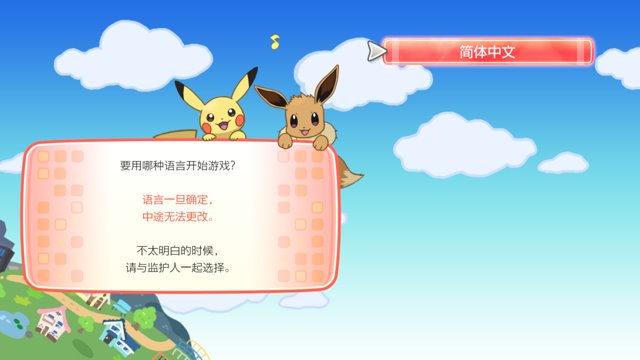 简体中文
要用哪种语言开始游戏?
语言一旦确定,
中途无法更改。
不太明白的时候,
请与监护人一起选择。